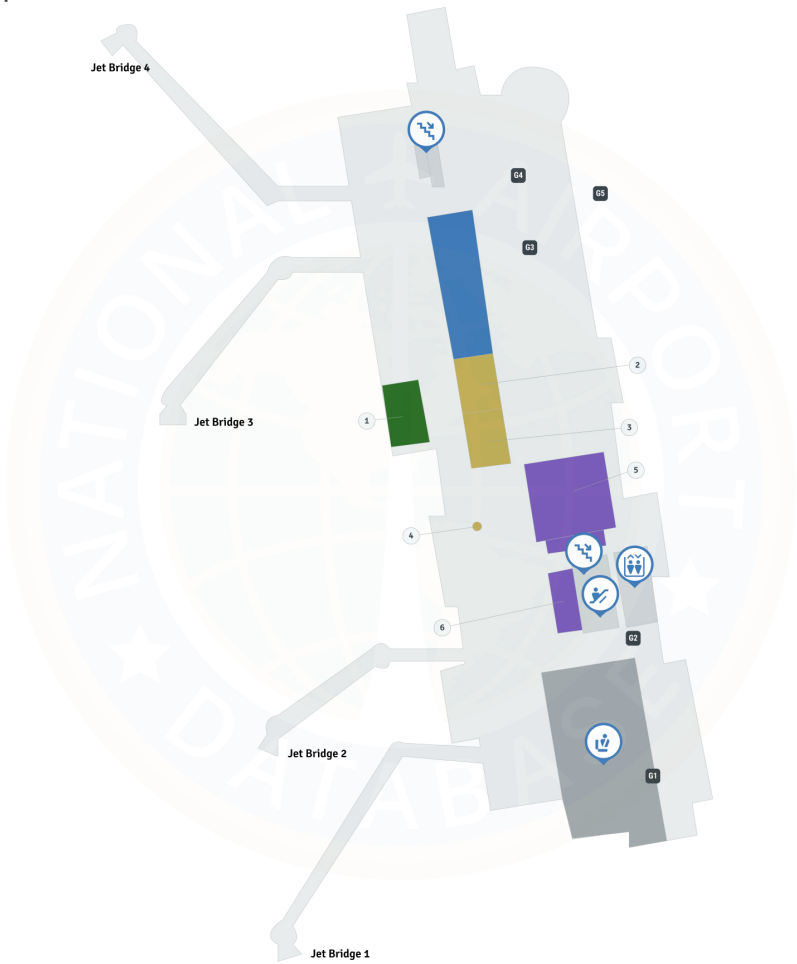 Jet Bridge 4
G4
G5
G3
2
1
Jet Bridge 3
3
5
4
6
G2
Jet Bridge 2
G1
Jet Bridge 1
NATIONAL AIRPORT
DATABASE